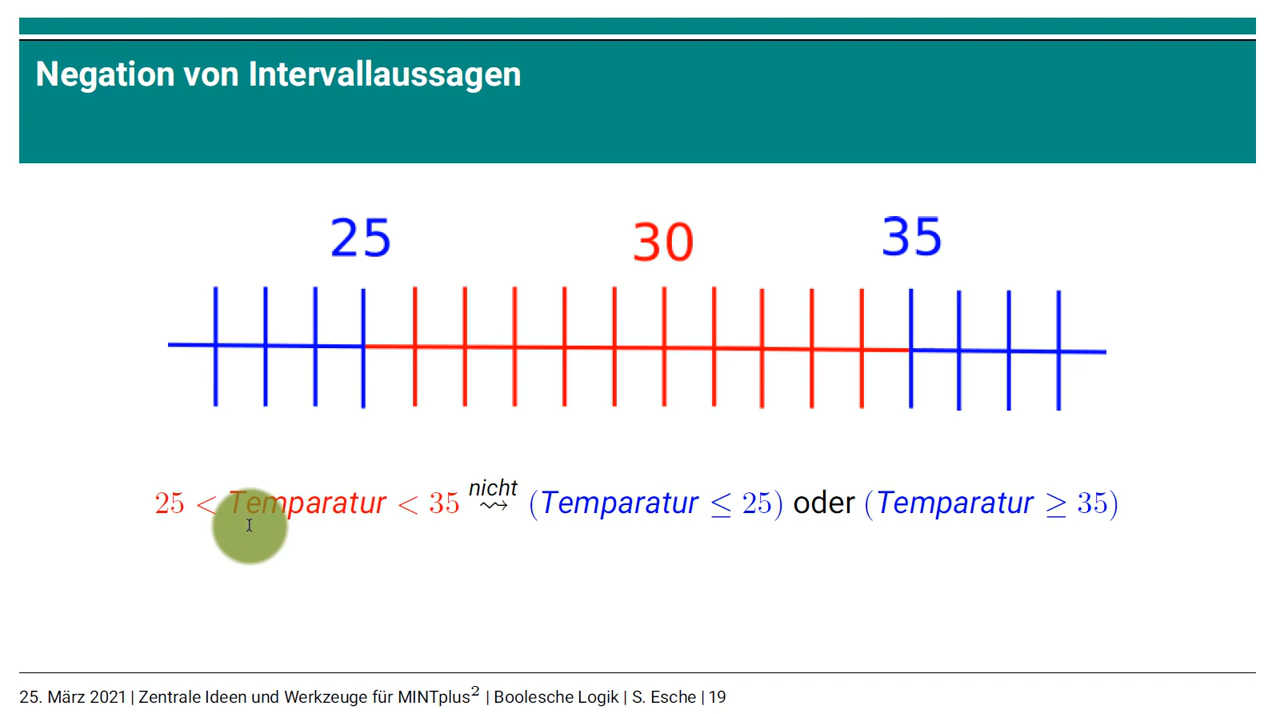 Negation von Intervallaussagen
25 30 35
25 < Temparatur < 35 nicht ⇝ (Temparatur ≤ 25) oder (Temparatur ≥ 35)
25. März 2021 | Zentrale Ideen und Werkzeuge für MINTplus² | Boolesche Logik | S. Esche | 19